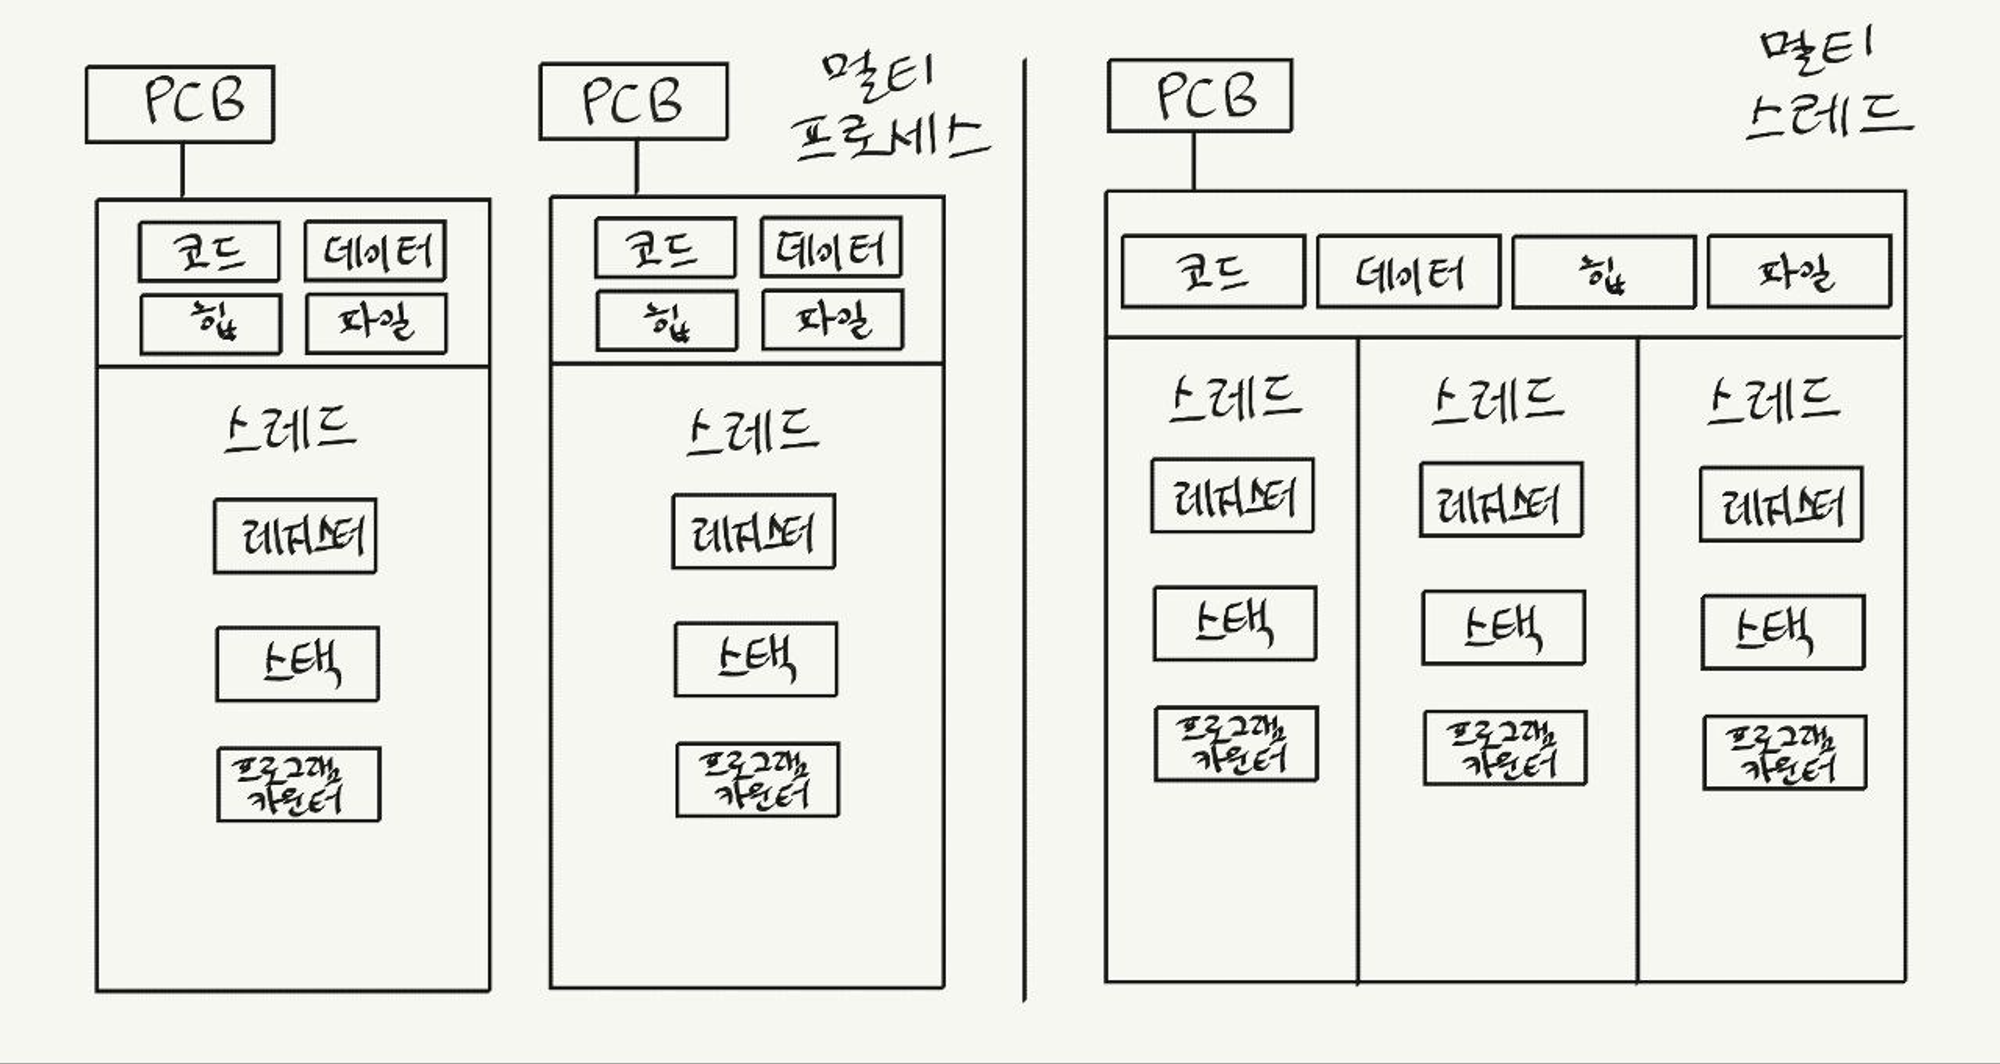 PCB
코드
데이터
힙
파일
스레드
레지스터
스택
프로그램
카운터
PCB
멀티
프로세스
코드
데이터
힙
파일
스레드
레지스터
스택
프로그램
카운터
PCB
멀티
스레드
코드
데이터
힙
파일
스레드
레지스터
스택
프로그램
카운터
스레드
레지스터
스택
프로그램
카운터
스레드
레지스터
스택
프로그램
카운터